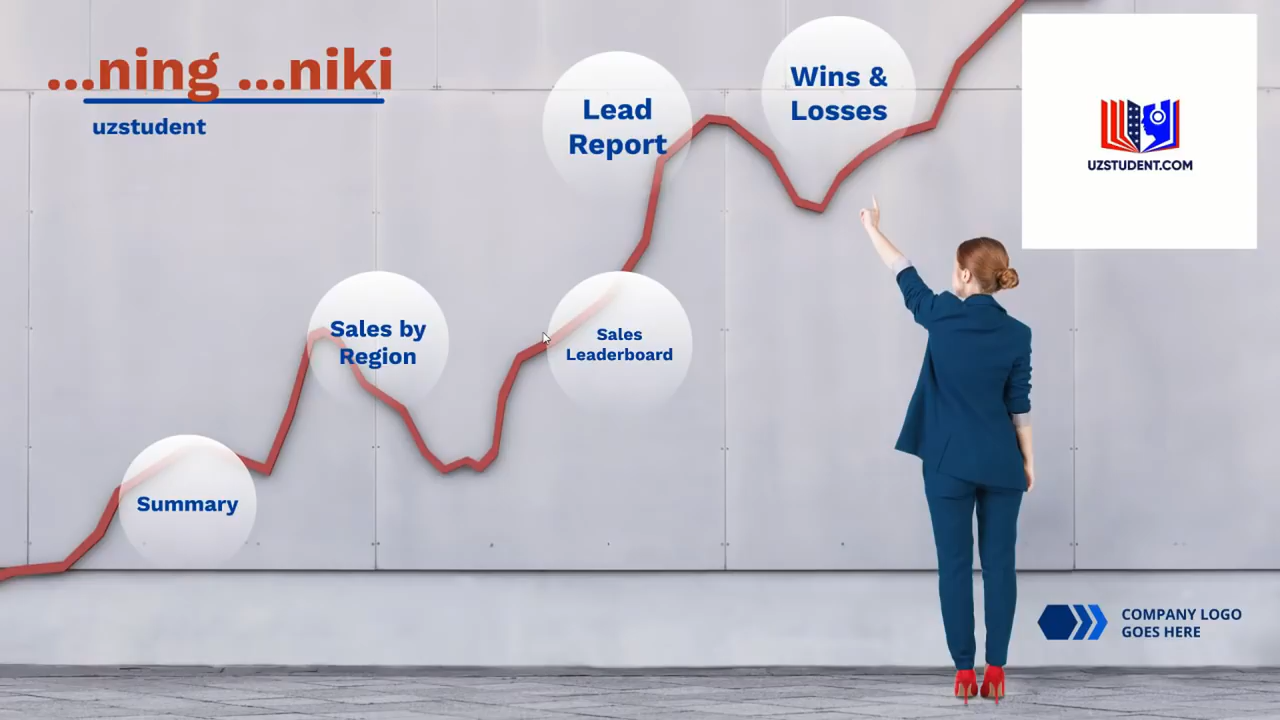 ...ning ...niki
uzstudent
Lead
Report
Wins &
Losses
UZSTUDENT.COM
Sales by
Region
Sales
Leaderboard
Summary
COMPANY LOGO
GOES HERE